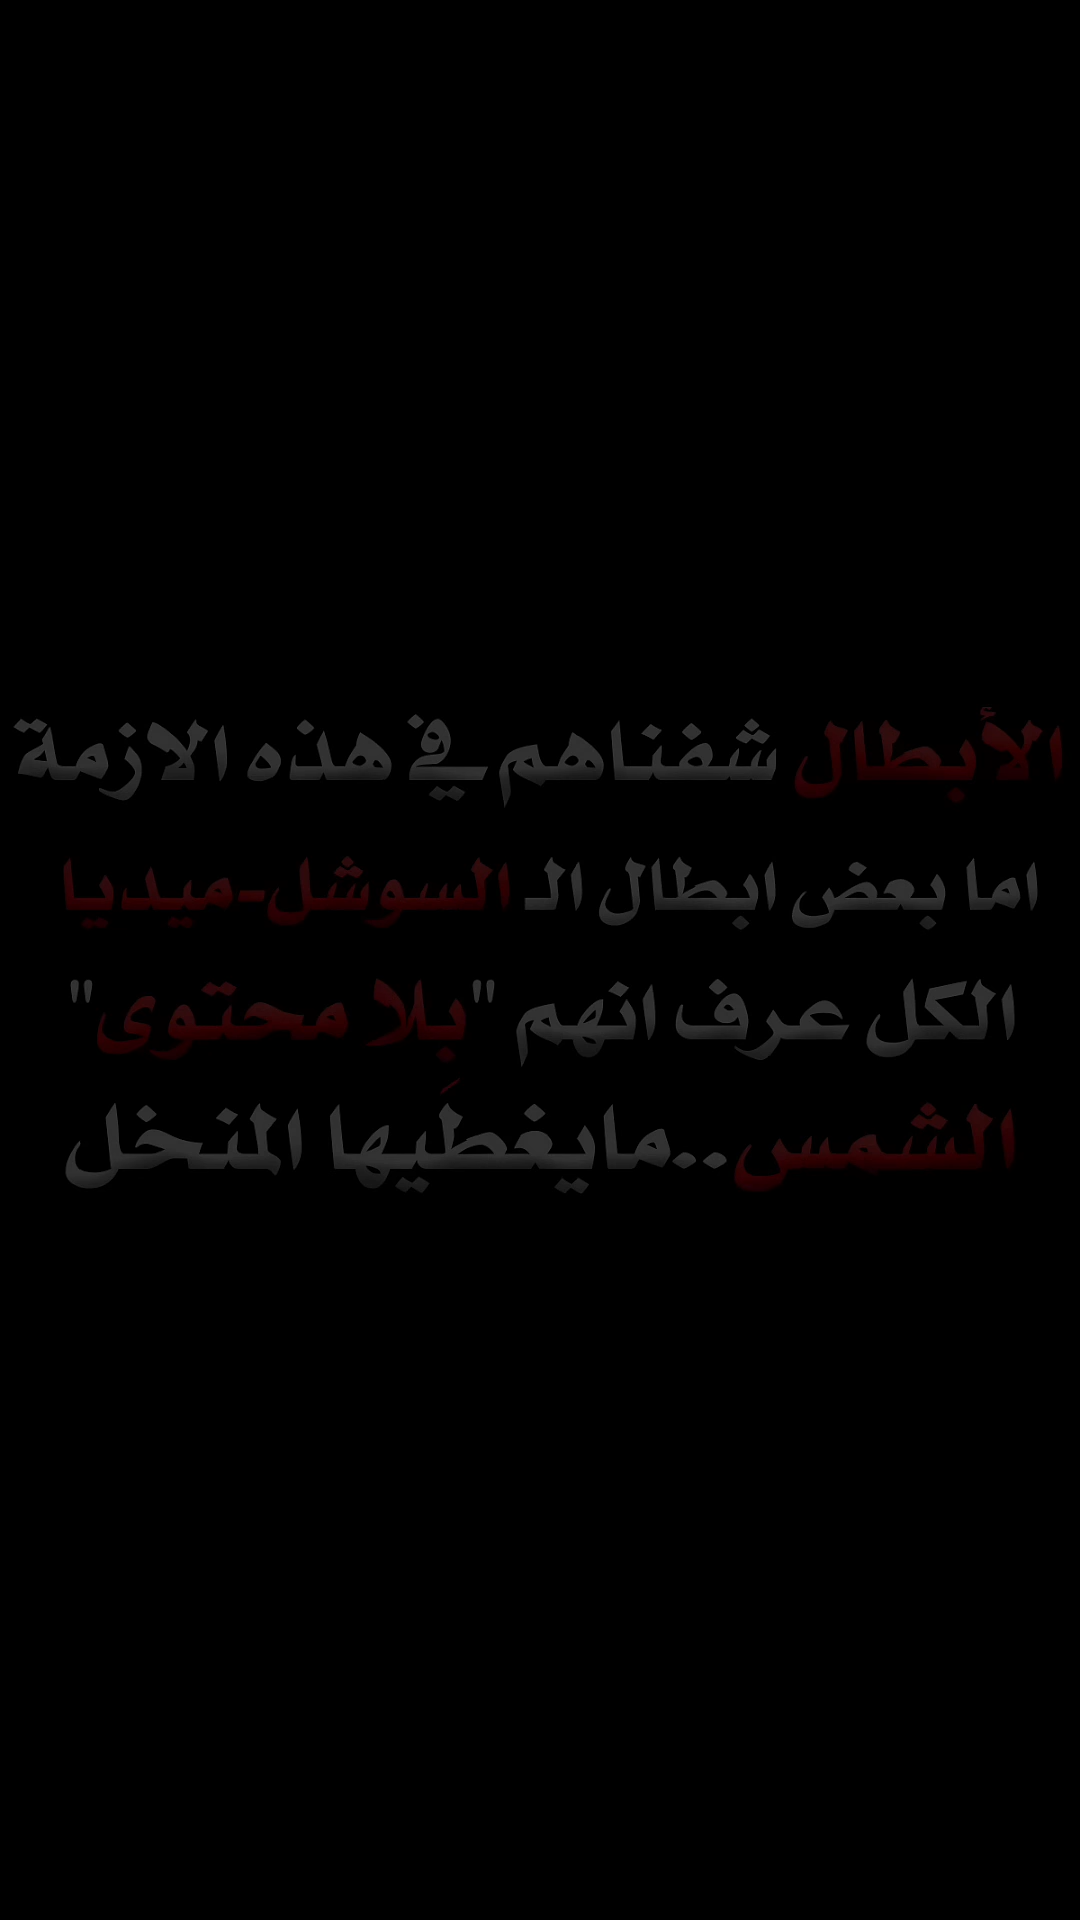 الأبطال شفناهم في هذه الازمة
اما بعض ابطال الـ السوشل-ميديا
الكل عرف انهم "بلا محتوى"
الشمس..مايغطَيها المنخل